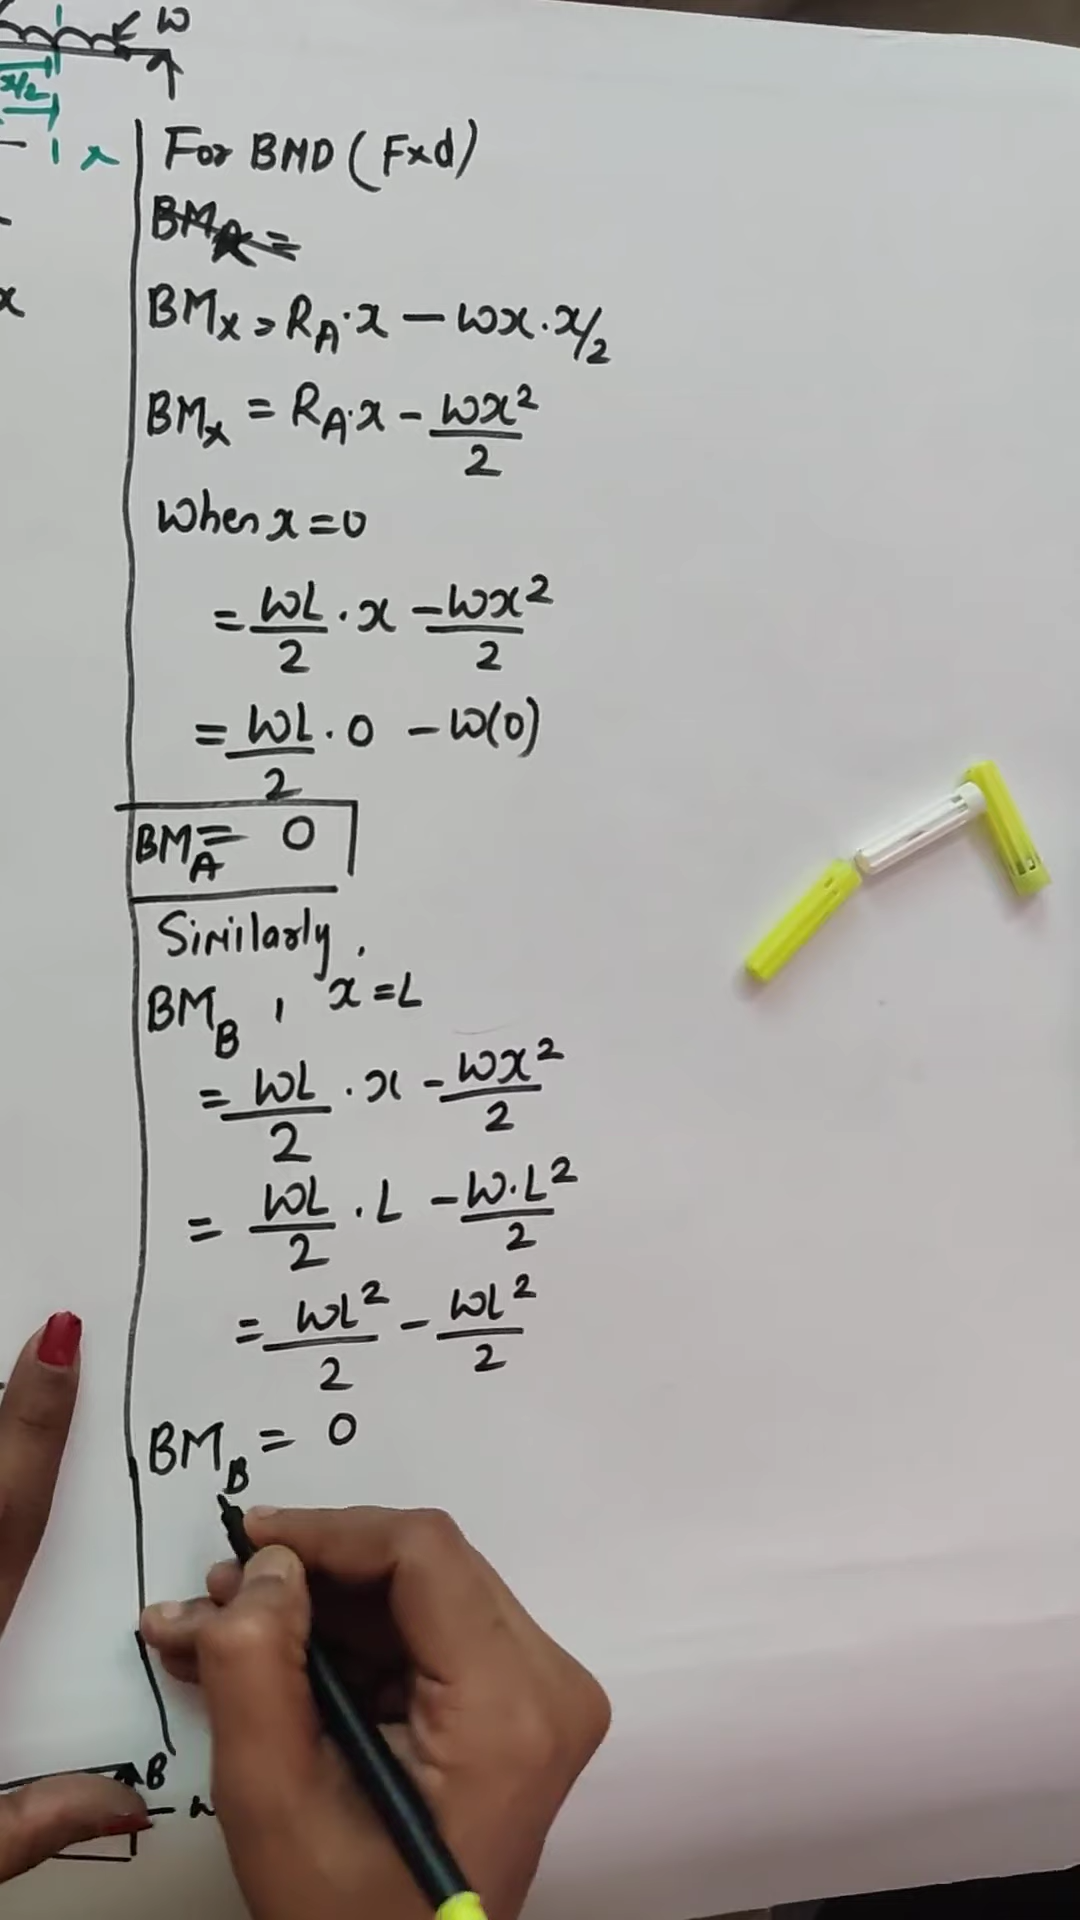 w
x/2
x
For BMD (F×d)
BMA =
x
BMx = RA·x − wx·x/2
BMx = RA·x − wx²/2
When x=0
= wL/2 · x − wx²/2
= wL/2 · 0 − w(0)
BMA = 0
Similarly,
BMB , x=L
= wL/2 · x − wx²/2
= wL/2 · L − w·L²/2
= wL²/2 − wL²/2
BMB = 0
B